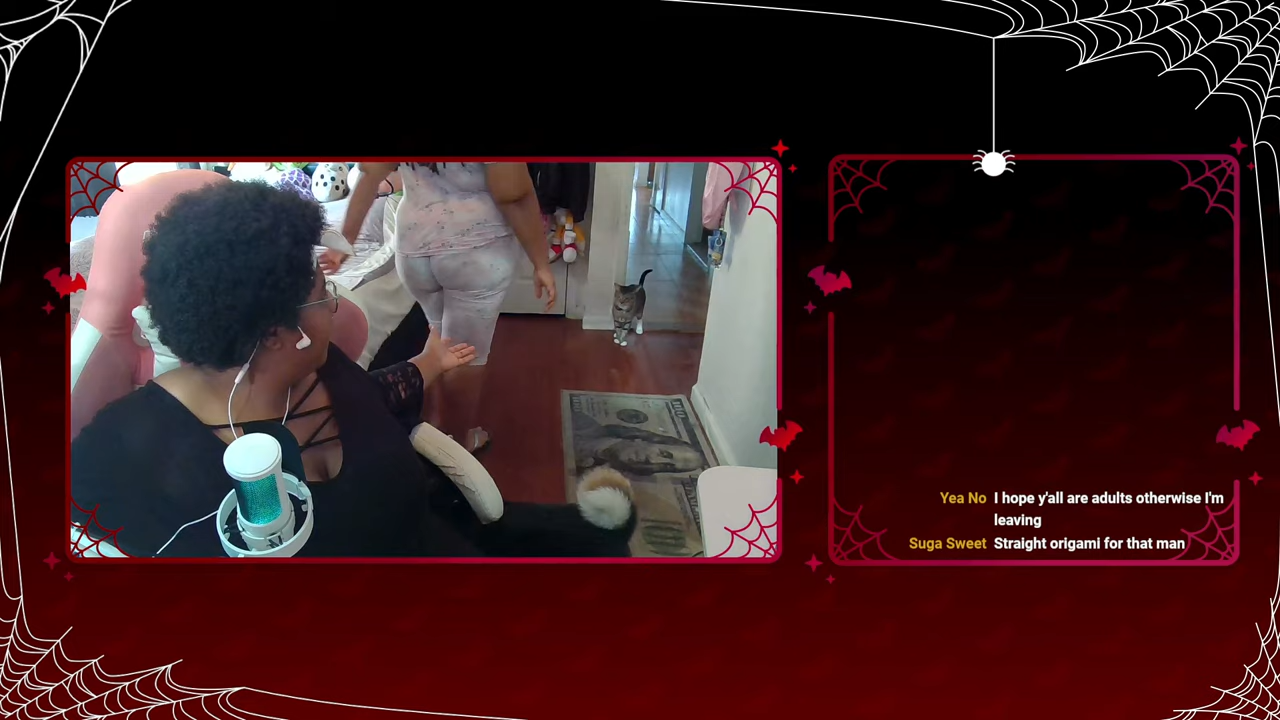 Yea No I hope y'all are adults otherwise I'm
leaving
Suga Sweet Straight origami for that man